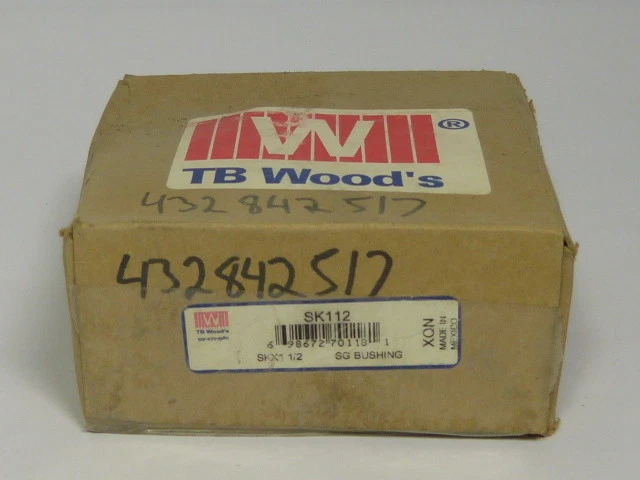 W ®
TB Wood's
432842517
432842517
W
TB Wood's
SK112
6 98672 70118 1
SKX1 1/2 SG BUSHING
XQN
MADE IN
MEXICO